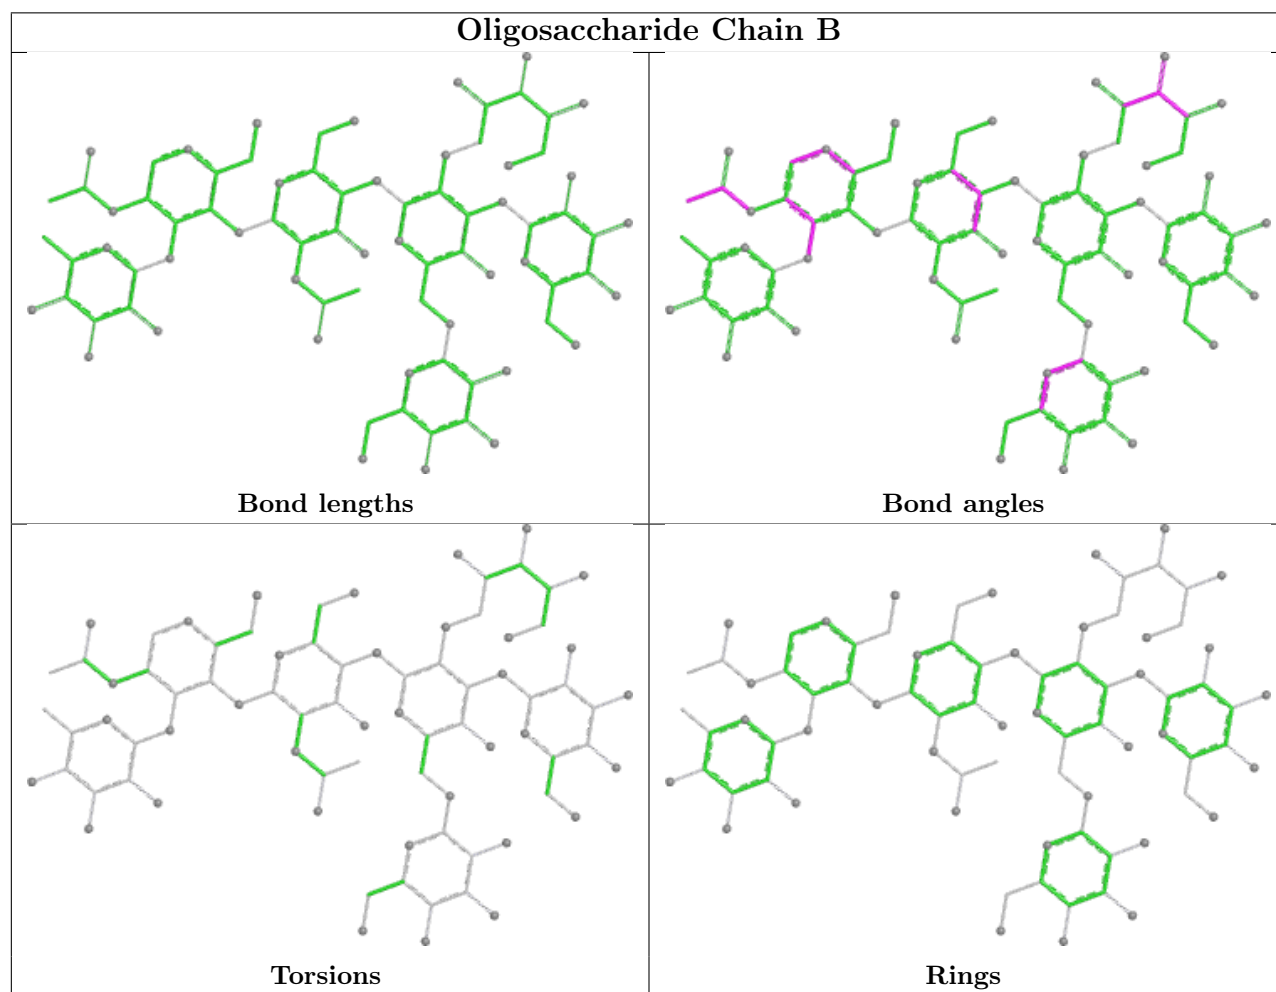 Oligosaccharide Chain B
Bond lengths
Bond angles
Torsions
Rings